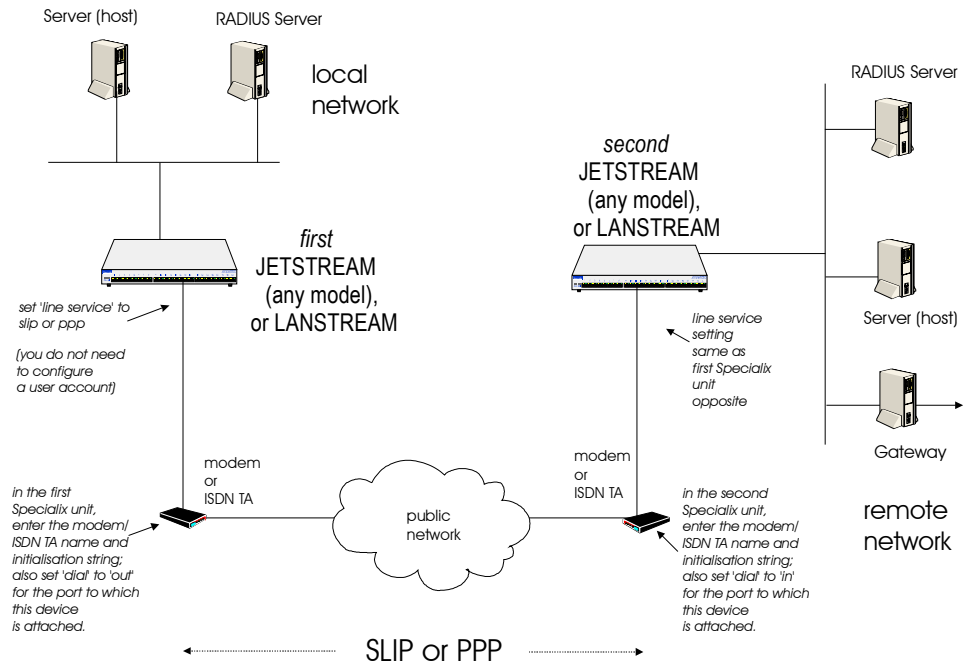 Server (host)
RADIUS Server
local
network
RADIUS Server
second
JETSTREAM
(any model),
or LANSTREAM
first
JETSTREAM
(any model),
or LANSTREAM
set 'line service' to
slip or ppp
(you do not need
to configure
a user account)
line service
setting
same as
first Specialix
unit
opposite
Server (host)
Gateway
modem
or
ISDN TA
modem
or
ISDN TA
in the first
Specialix unit,
enter the modem/
ISDN TA name and
initialisation string;
also set 'dial' to 'out'
for the port to which
this device
is attached.
public
network
in the second
Specialix unit,
enter the modem/
ISDN TA name and
initialisation string;
also set 'dial' to 'in'
for the port to which
this device
is attached.
remote
network
SLIP or PPP